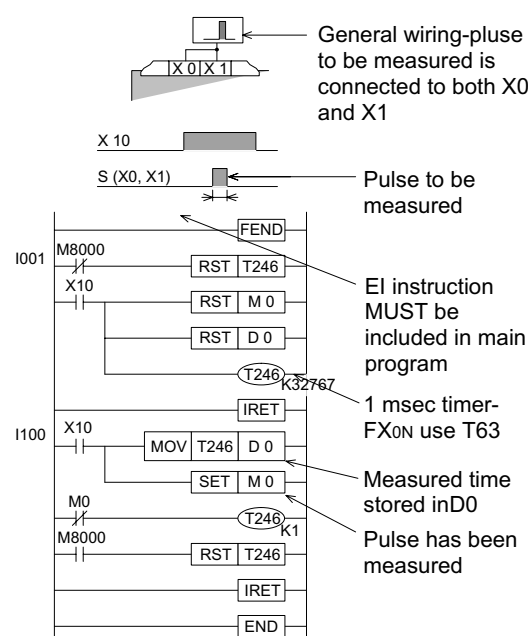 General wiring-pluse
to be measured is
connected to both X0
and X1
X 0 X 1
X 10
S (X0, X1)
Pulse to be
measured
FEND
I001
M8000
RST T246
X10
RST M 0
RST D 0
T246
K32767
EI instruction
MUST be
included in main
program
IRET
1 msec timer-
FX0N use T63
I100
X10
MOV T246 D 0
SET M 0
Measured time
stored inD0
M0
T246
K1
Pulse has been
measured
M8000
RST T246
IRET
END